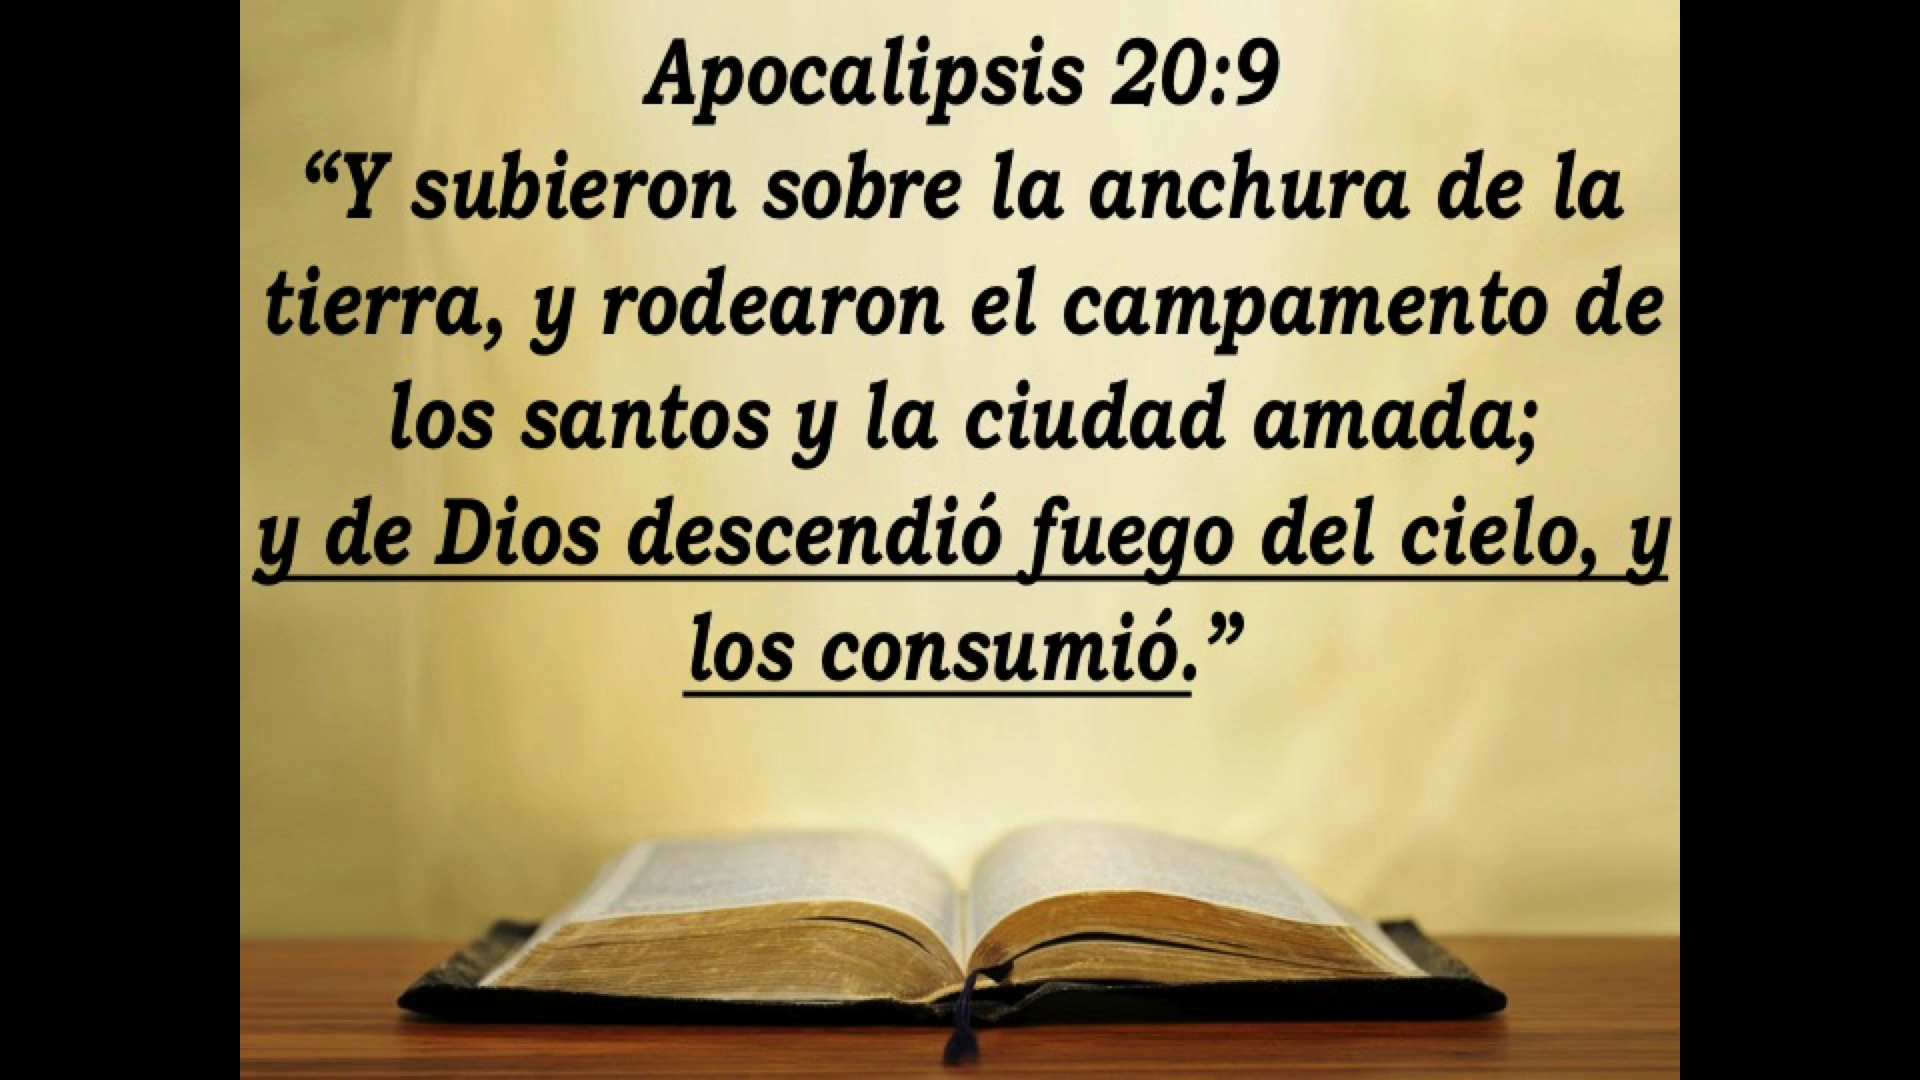 Apocalipsis 20:9
“Y subieron sobre la anchura de la
tierra, y rodearon el campamento de
los santos y la ciudad amada;
y de Dios descendió fuego del cielo, y
los consumió.”